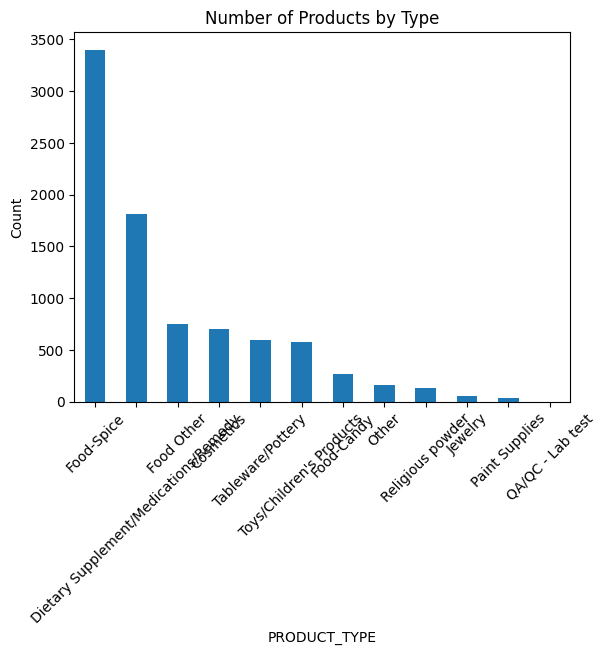 Number of Products by Type
Count
3500
3000
2500
2000
1500
1000
500
0
Food-Spice
Dietary Supplement/Medications/Remedy
Food Other
Cosmetics
Tableware/Pottery
Toys/Children's Products
Food-Candy
Other
Religious powder
Jewelry
Paint Supplies
QA/QC - Lab test
PRODUCT_TYPE